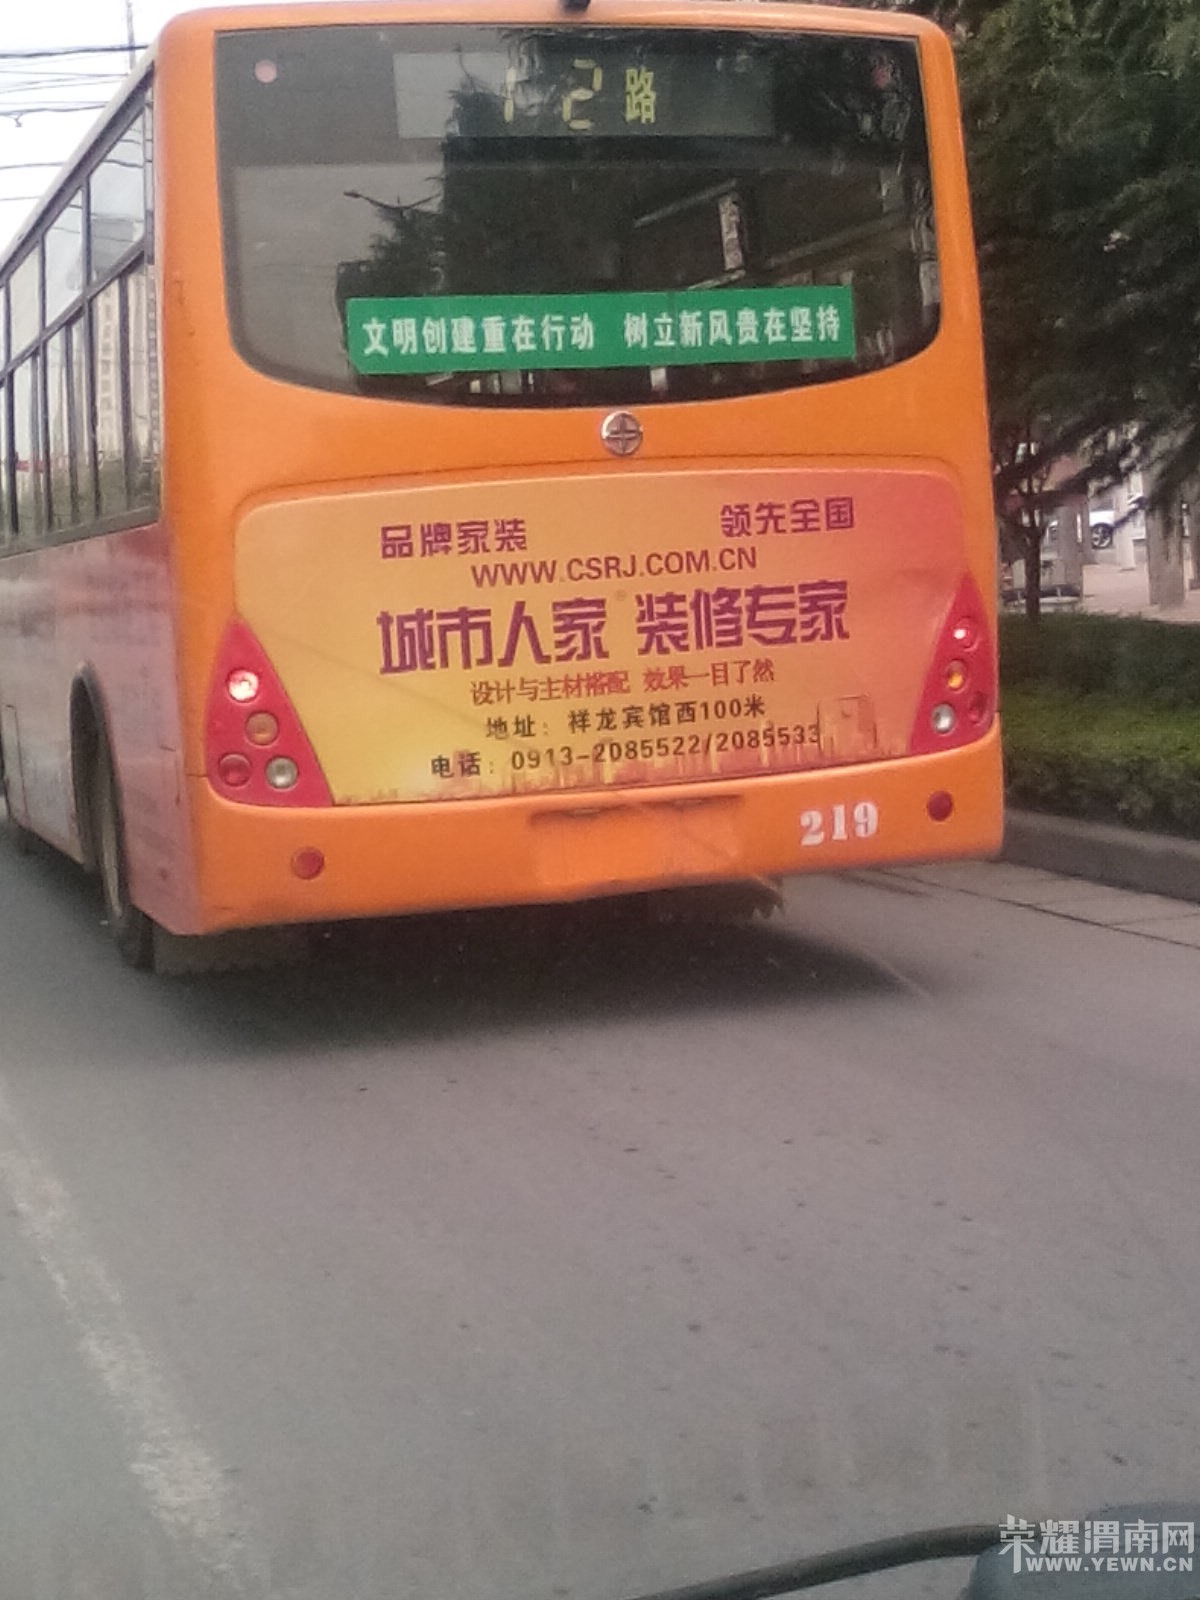 12路
文明创建重在行动 树立新风贵在坚持
品牌家装 领先全国
WWW.CSRJ.COM.CN
城市人家® 装修专家
设计与主材搭配 效果一目了然
地址：祥龙宾馆西100米
电话：0913-2085522/2085533
219
荣耀渭南网
WWW.YEWN.CN